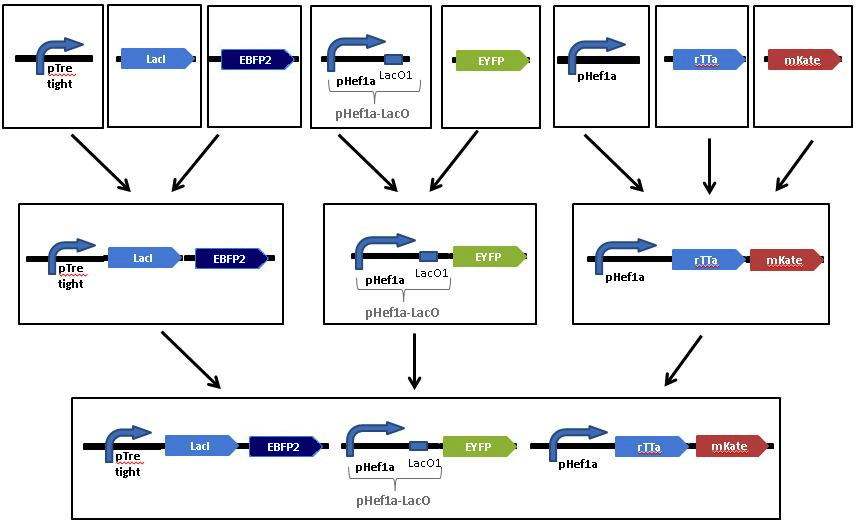 pTre
tight
LacI
EBFP2
pHef1a
LacO1
pHef1a-LacO
EYFP
pHef1a
rTTa
mKate
pTre
tight
LacI
EBFP2
pHef1a
LacO1
pHef1a-LacO
EYFP
pHef1a
rTTa
mKate
pTre
tight
LacI
EBFP2
pHef1a
LacO1
pHef1a-LacO
EYFP
pHef1a
rTTa
mKate